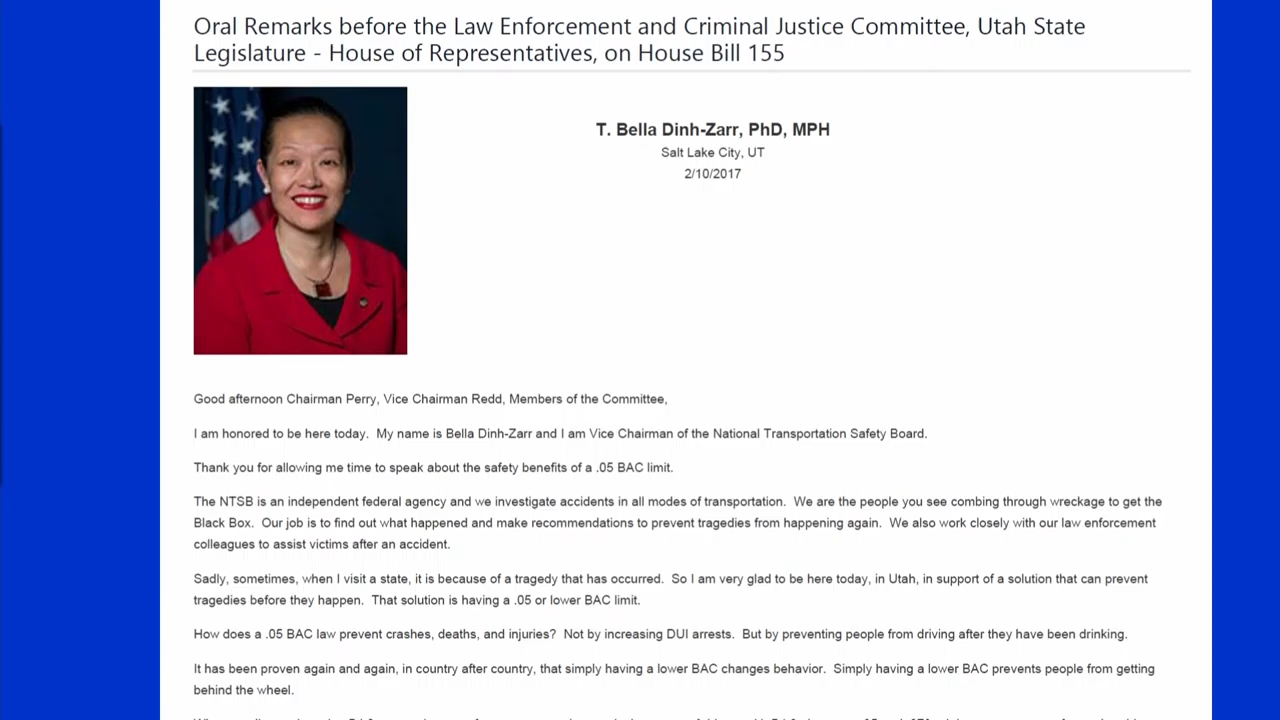 Oral Remarks before the Law Enforcement and Criminal Justice Committee, Utah State
Legislature - House of Representatives, on House Bill 155
T. Bella Dinh-Zarr, PhD, MPH
Salt Lake City, UT
2/10/2017
Good afternoon Chairman Perry, Vice Chairman Redd, Members of the Committee,
I am honored to be here today.  My name is Bella Dinh-Zarr and I am Vice Chairman of the National Transportation Safety Board.
Thank you for allowing me time to speak about the safety benefits of a .05 BAC limit.
The NTSB is an independent federal agency and we investigate accidents in all modes of transportation.  We are the people you see combing through wreckage to get the
Black Box.  Our job is to find out what happened and make recommendations to prevent tragedies from happening again.  We also work closely with our law enforcement
colleagues to assist victims after an accident.
Sadly, sometimes, when I visit a state, it is because of a tragedy that has occurred.  So I am very glad to be here today, in Utah, in support of a solution that can prevent
tragedies before they happen.  That solution is having a .05 or lower BAC limit.
How does a .05 BAC law prevent crashes, deaths, and injuries?  Not by increasing DUI arrests.  But by preventing people from driving after they have been drinking.
It has been proven again and again, in country after country, that simply having a lower BAC changes behavior.  Simply having a lower BAC prevents people from getting
behind the wheel.